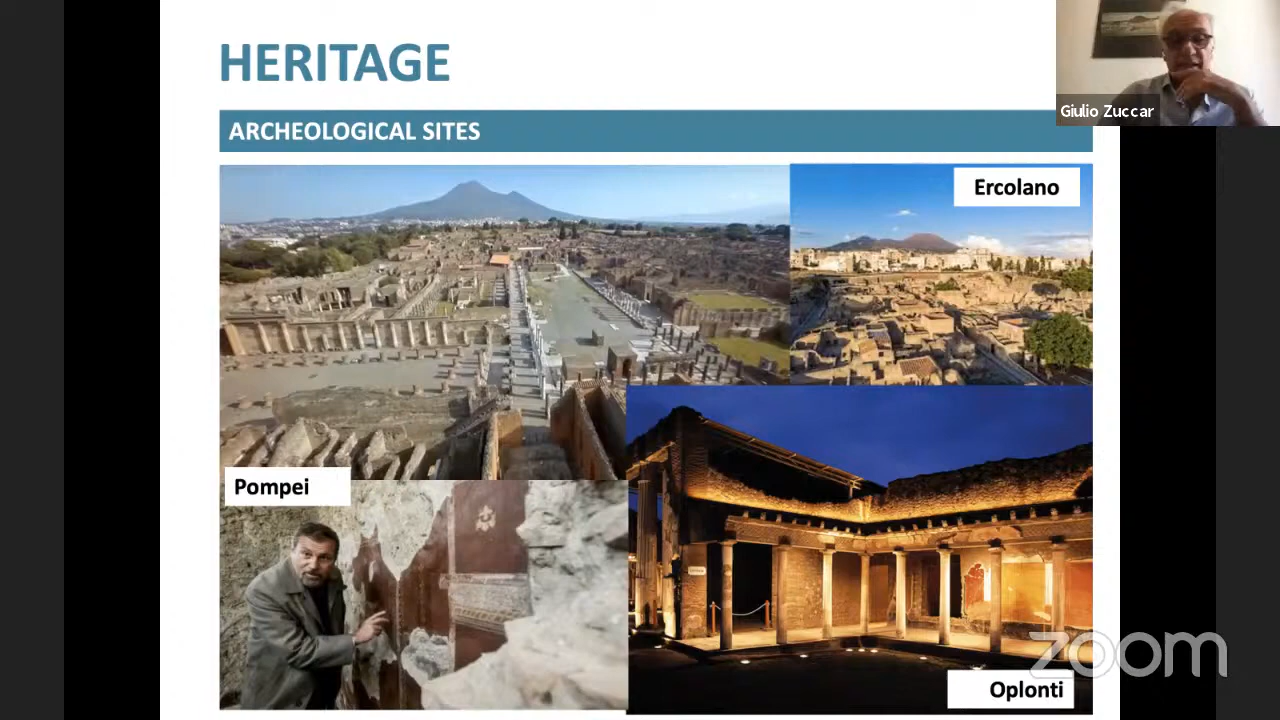 HERITAGE
Giulio Zuccar
ARCHEOLOGICAL SITES
Ercolano
Pompei
zoom
Oplonti